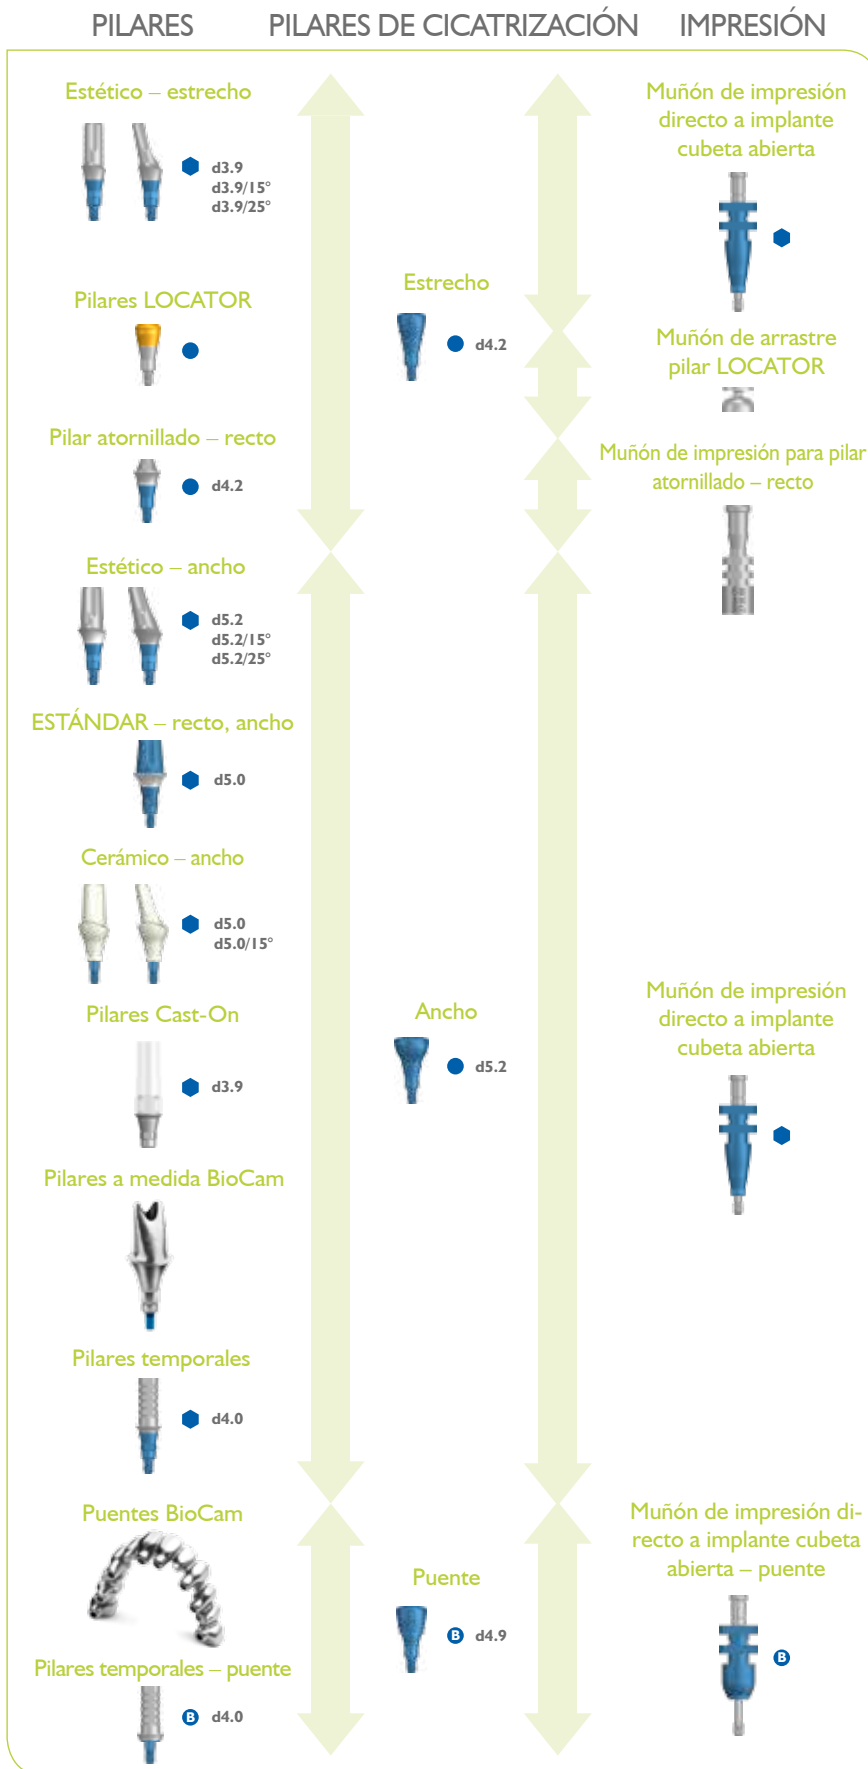 PILARES
PILARES DE CICATRIZACIÓN
IMPRESIÓN
Estético – estrecho
d3.9
d3.9/15°
d3.9/25°
Pilares LOCATOR
Pilar atornillado – recto
d4.2
Estético – ancho
d5.2
d5.2/15°
d5.2/25°
ESTÁNDAR – recto, ancho
d5.0
Cerámico – ancho
d5.0
d5.0/15°
Pilares Cast-On
d3.9
Pilares a medida BioCam
Pilares temporales
d4.0
Puentes BioCam
Pilares temporales – puente
B d4.0
Estrecho
d4.2
Ancho
d5.2
Puente
B d4.9
Muñón de impresión
directo a implante
cubeta abierta
Muñón de arrastre
pilar LOCATOR
Muñón de impresión para pilar
atornillado – recto
Muñón de impresión
directo a implante
cubeta abierta
Muñón de impresión di-
recto a implante cubeta
abierta – puente
B